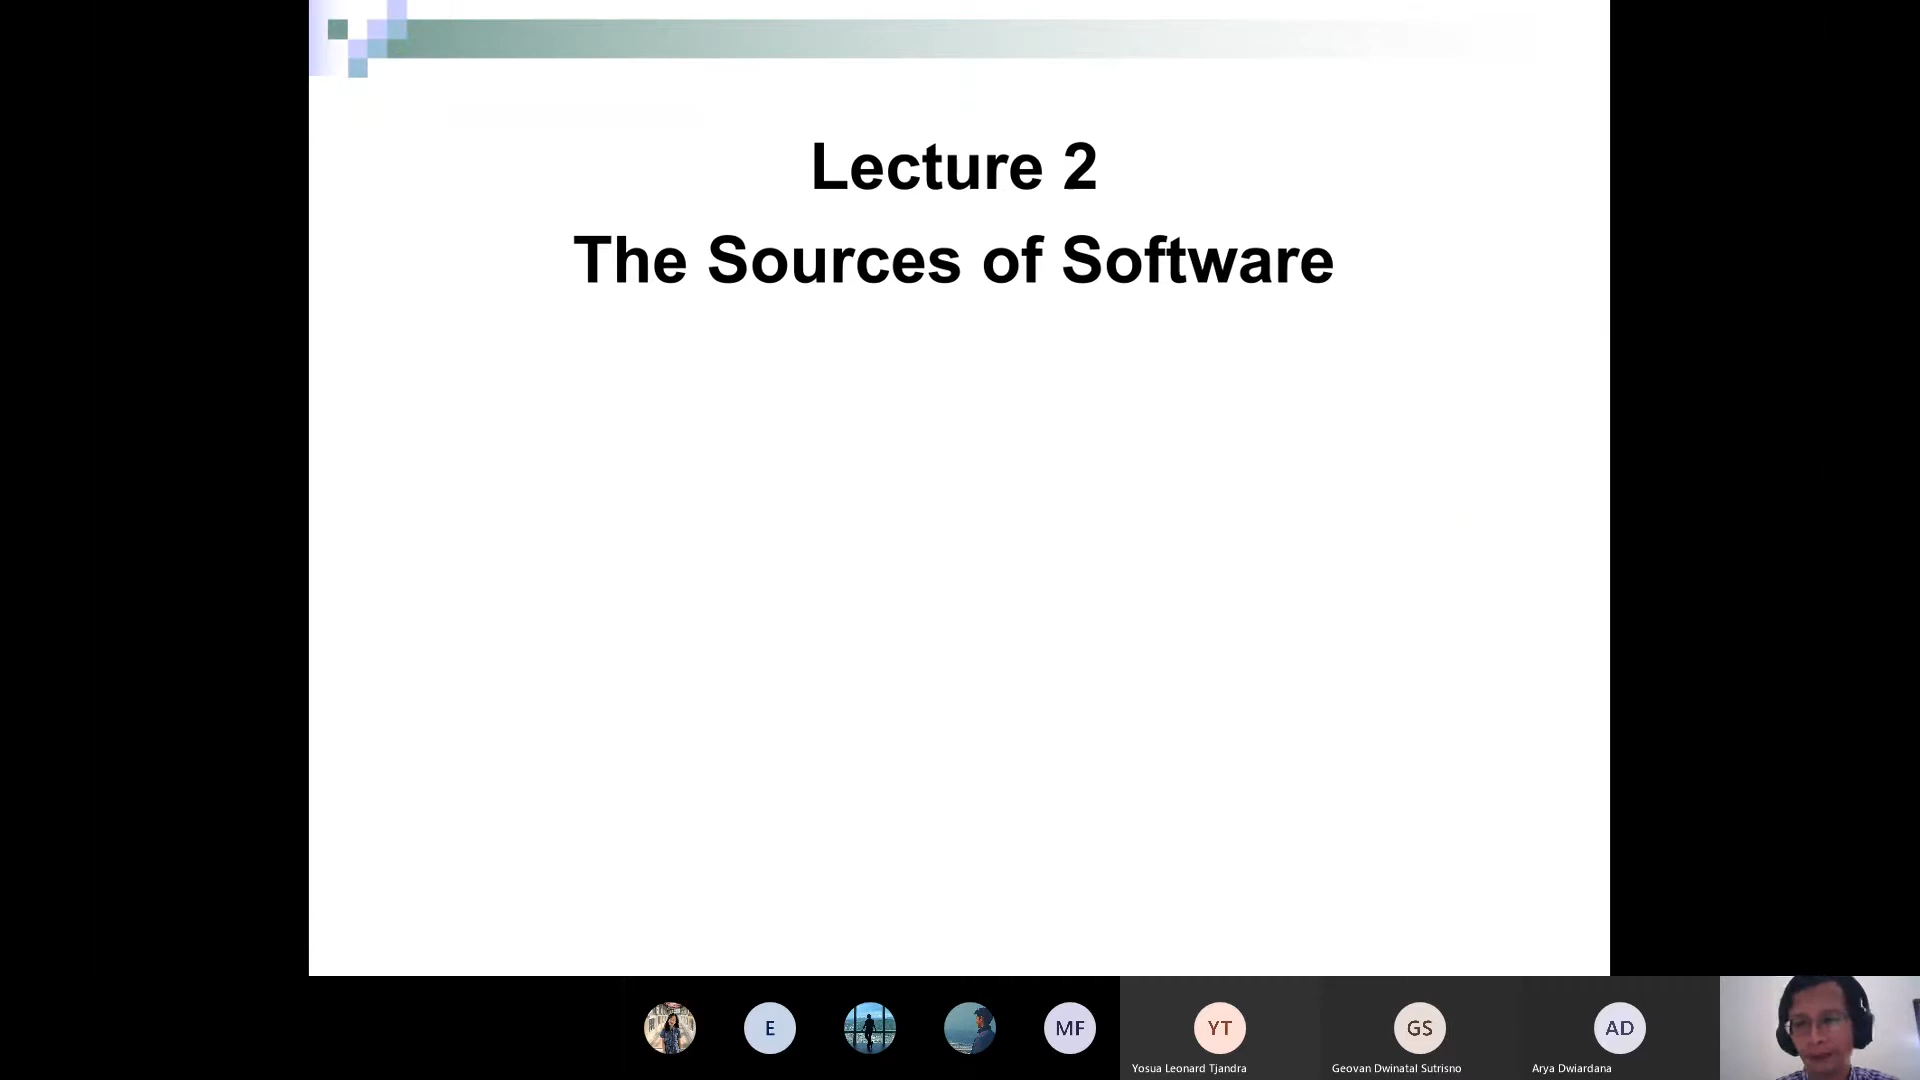 Lecture 2
The Sources of Software
E
MF
YT
GS
AD
Yosua Leonard Tjandra
Geovan Dwinatal Sutrisno
Arya Dwiardana